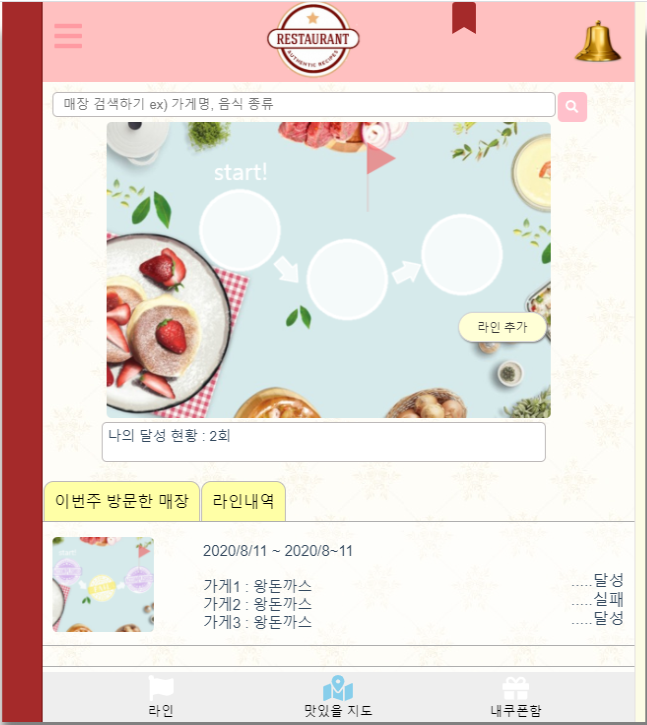 RESTAURANT
AUTHENTIC RECIPES
매장 검색하기 ex) 가게명, 음식 종류
start!
라인 추가
나의 달성 현황 : 2회
이번주 방문한 매장
라인내역
start!
2020/8/11 ~ 2020/8~11
가게1 : 왕돈까스
.....달성
가게2 : 왕돈까스
.....실패
가게3 : 왕돈까스
.....달성
라인
맛있을 지도
내쿠폰함